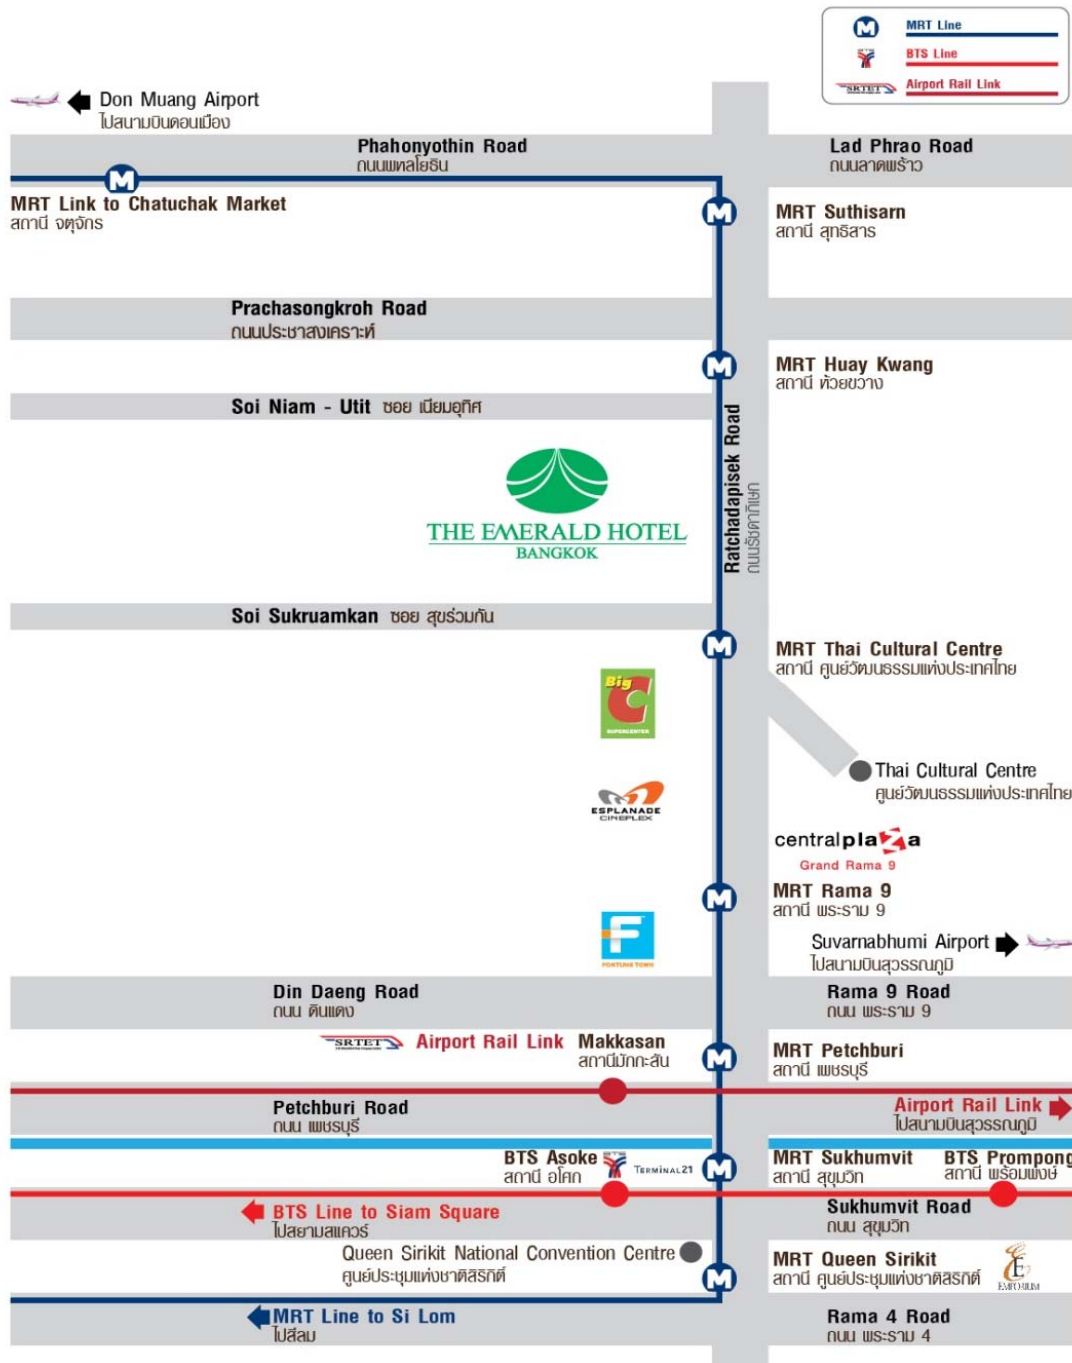 MRT Line
BTS
BTS Line
SRTET
Airport Rail Link
Don Muang Airport
ไปสนามบินดอนเมือง
Phahonyothin Road
ถนนพหลโยธิน
Lad Phrao Road
ถนนลาดพร้าว
M
MRT Link to Chatuchak Market
สถานี จตุจักร
M
MRT Suthisarn
สถานี สุทธิสาร
Prachasongkroh Road
ถนนประชาสงเคราะห์
M
MRT Huay Kwang
สถานี ห้วยขวาง
Soi Niam - Utit ซอย เนียมอุทิศ
Ratchadapisek Road
ถนนรัชดาภิเษก
THE EMERALD HOTEL
BANGKOK
Soi Sukruamkan ซอย สุขร่วมกัน
M
MRT Thai Cultural Centre
สถานี ศูนย์วัฒนธรรมแห่งประเทศไทย
Big
C
SUPERCENTER
Thai Cultural Centre
ศูนย์วัฒนธรรมแห่งประเทศไทย
ESPLANADE
CINEPLEX
centralplaza
Grand Rama 9
M
MRT Rama 9
สถานี พระราม 9
F
FORTUNE TOWN
Suvarnabhumi Airport
ไปสนามบินสุวรรณภูมิ
Din Daeng Road
ถนน ดินแดง
Rama 9 Road
ถนน พระราม 9
SRTET
Airport Rail Link Makkasan
สถานีมักกะสัน
M
MRT Petchburi
สถานี เพชรบุรี
Petchburi Road
ถนน เพชรบุรี
Airport Rail Link
ไปสนามบินสุวรรณภูมิ
BTS Asoke
สถานี อโศก
BTS
TERMINAL21
M
MRT Sukhumvit
สถานี สุขุมวิท
BTS Prompong
สถานี พร้อมพงษ์
BTS Line to Siam Square
ไปสยามสแควร์
Sukhumvit Road
ถนน สุขุมวิท
Queen Sirikit National Convention Centre
ศูนย์ประชุมแห่งชาติสิริกิติ์
M
MRT Queen Sirikit
สถานี ศูนย์ประชุมแห่งชาติสิริกิติ์
E
EMPORIUM
MRT Line to Si Lom
ไปสีลม
Rama 4 Road
ถนน พระราม 4